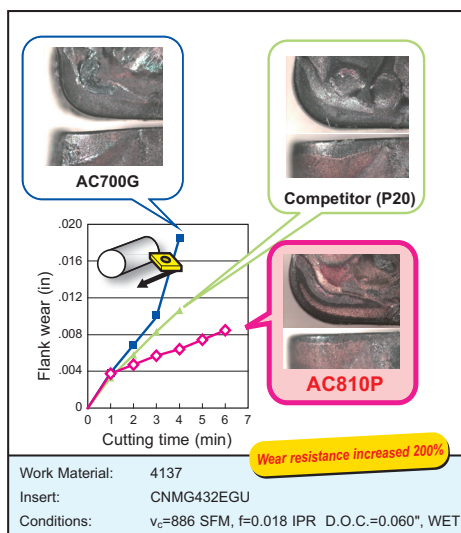 AC700G
Competitor (P20)
AC810P
Flank wear (in)
.020
.016
.012
.008
.004
0
0 1 2 3 4 5 6 7
Cutting time (min)
Wear resistance increased 200%
Work Material: 4137
Insert: CNMG432EGU
Conditions: vc=886 SFM, f=0.018 IPR D.O.C.=0.060", WET